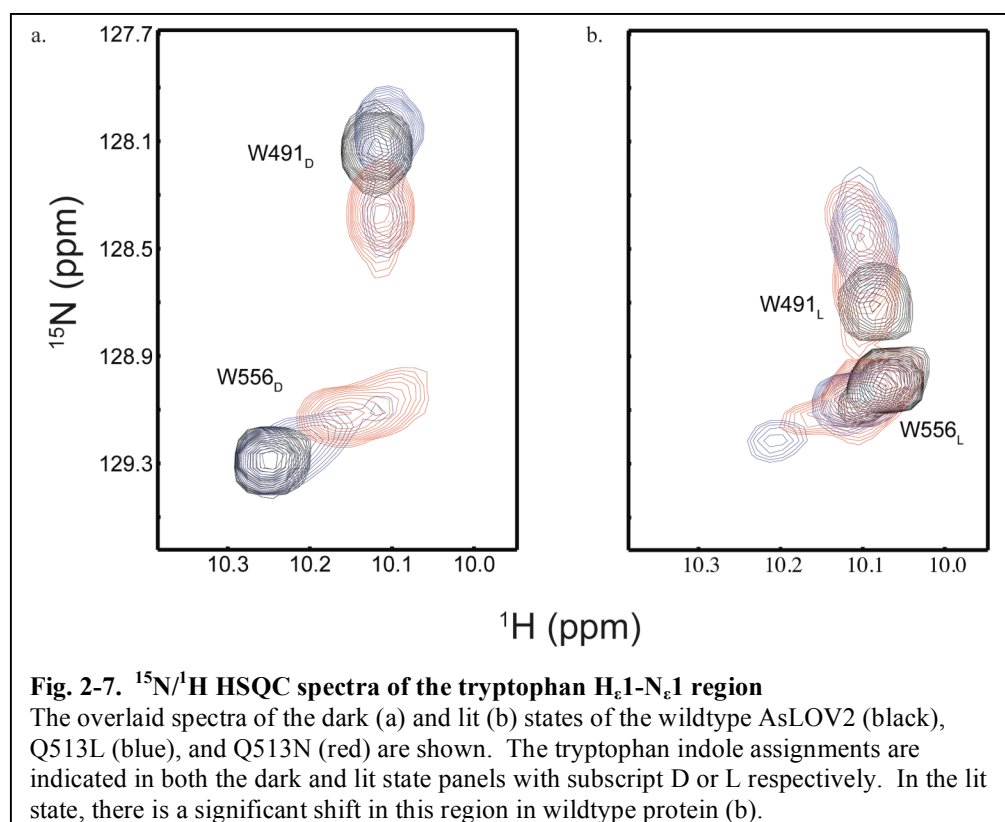 a.
b.
127.7
128.1
128.5
128.9
129.3
¹⁵N (ppm)
W491D
W556D
W491L
W556L
10.3 10.2 10.1 10.0
10.3 10.2 10.1 10.0
¹H (ppm)
Fig. 2-7. ¹⁵N/¹H HSQC spectra of the tryptophan Hε1-Nε1 region
The overlaid spectra of the dark (a) and lit (b) states of the wildtype AsLOV2 (black),
Q513L (blue), and Q513N (red) are shown. The tryptophan indole assignments are
indicated in both the dark and lit state panels with subscript D or L respectively. In the lit
state, there is a significant shift in this region in wildtype protein (b).